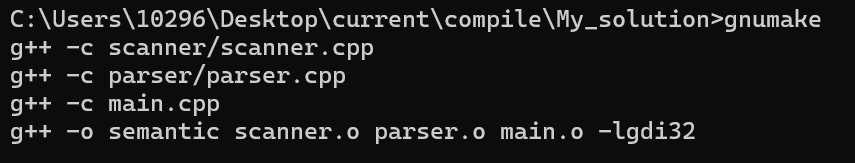 C:\Users\10296\Desktop\current\compile\My_solution>gnumake
g++ -c scanner/scanner.cpp
g++ -c parser/parser.cpp
g++ -c main.cpp
g++ -o semantic scanner.o parser.o main.o -lgdi32